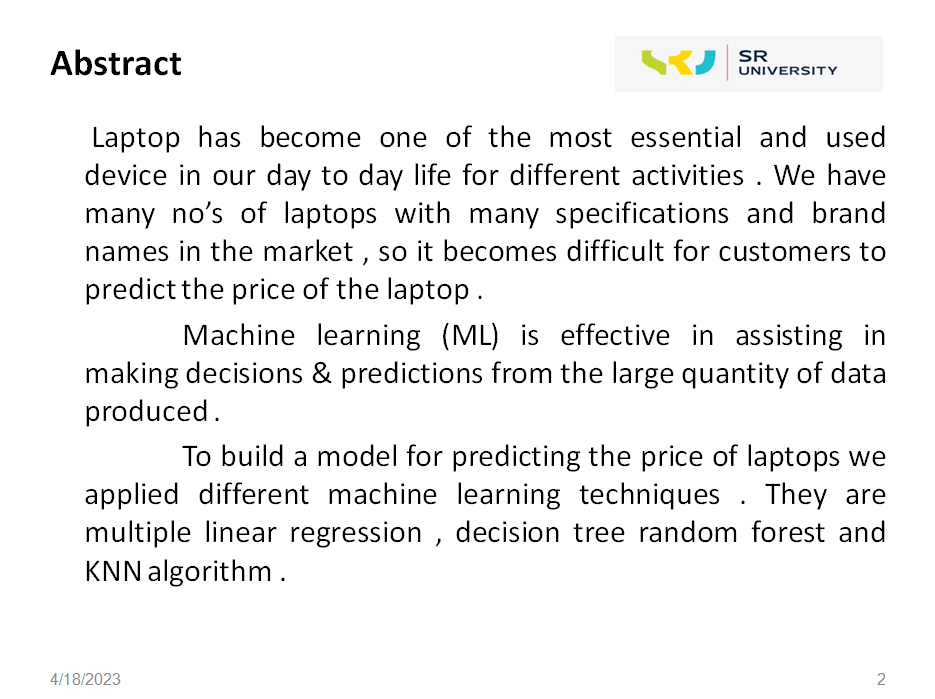 Abstract
SR
UNIVERSITY
Laptop has become one of the most essential and used
device in our day to day life for different activities . We have
many no’s of laptops with many specifications and brand
names in the market , so it becomes difficult for customers to
predict the price of the laptop .
Machine learning (ML) is effective in assisting in
making decisions & predictions from the large quantity of data
produced .
To build a model for predicting the price of laptops we
applied different machine learning techniques . They are
multiple linear regression , decision tree random forest and
KNN algorithm .
4/18/2023
2